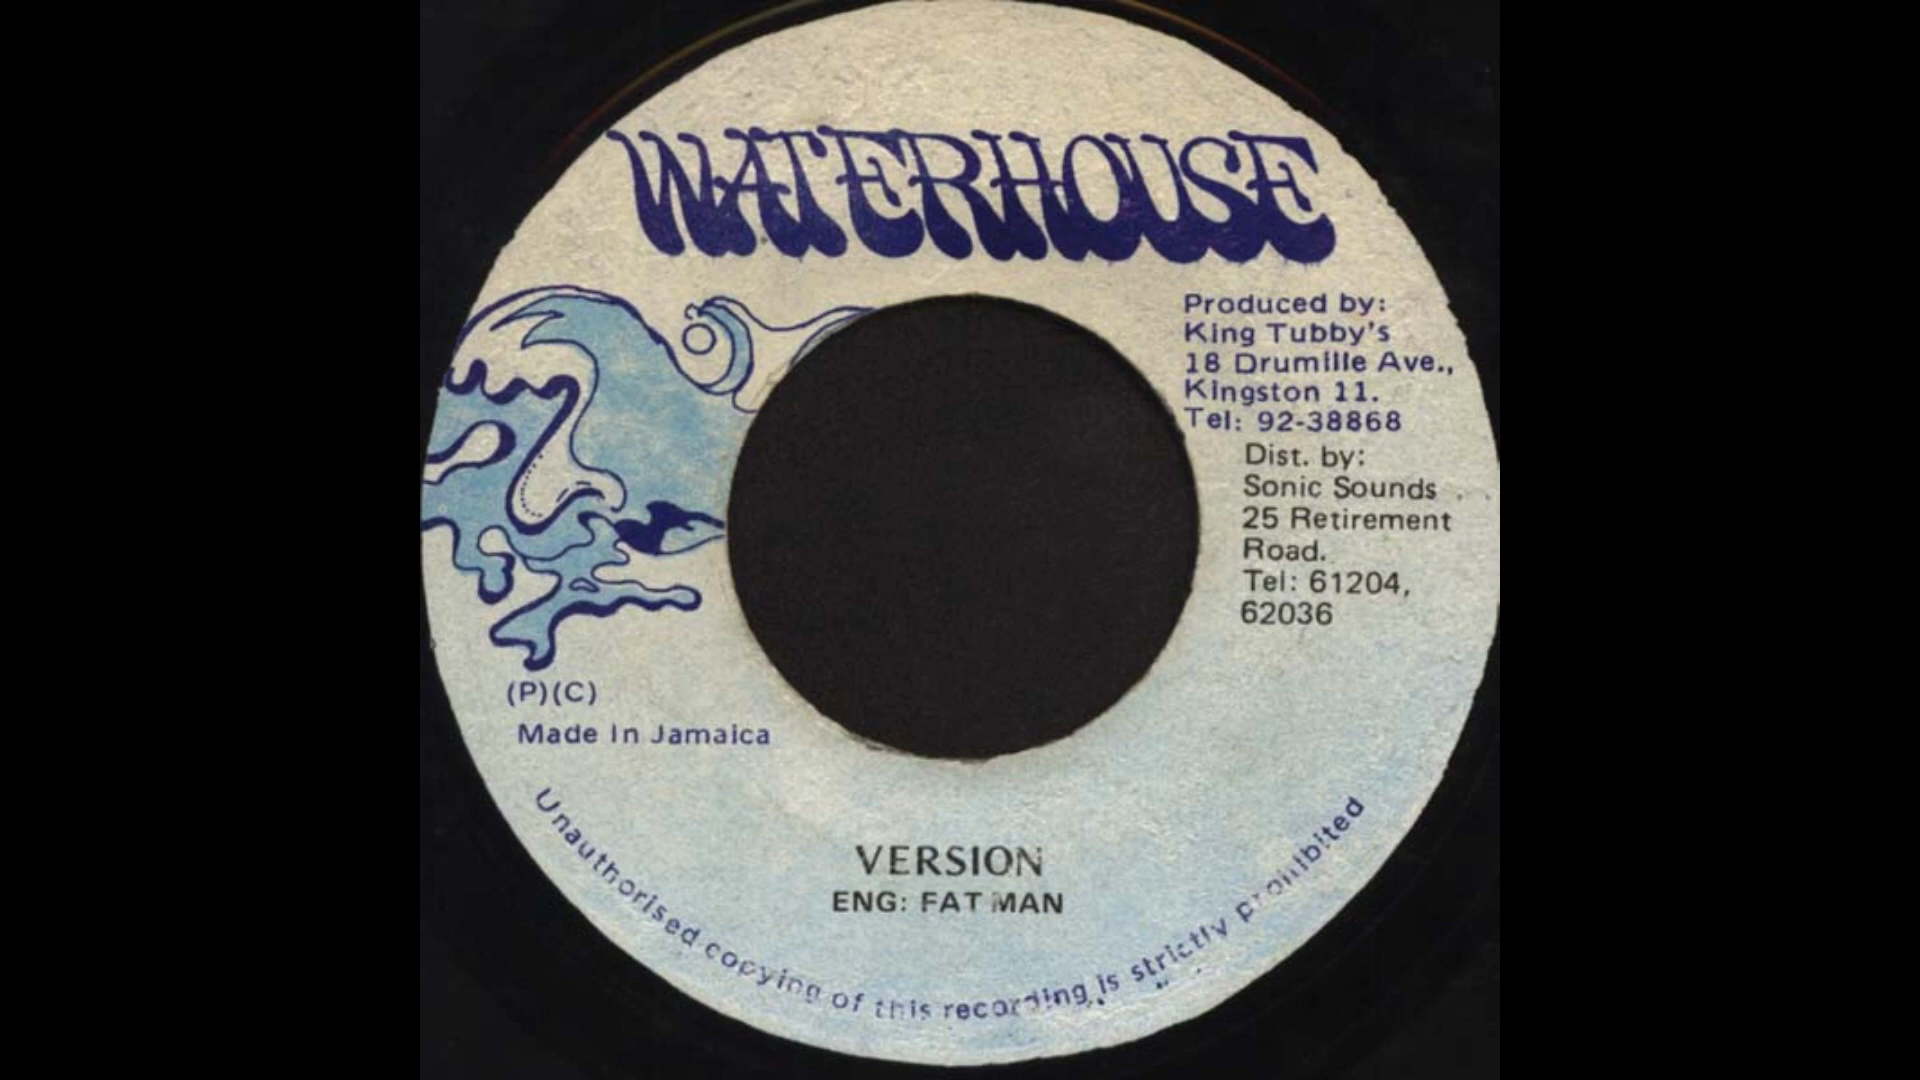 WATERHOUSE
Produced by:
King Tubby's
18 Drumille Ave.,
Kingston 11.
Tel: 92-38868
Dist. by:
Sonic Sounds
25 Retirement
Road.
Tel: 61204,
62036
(P)(C)
Made In Jamaica
VERSION
ENG: FAT MAN
Unauthorised copying of this recording is strictly prohibited